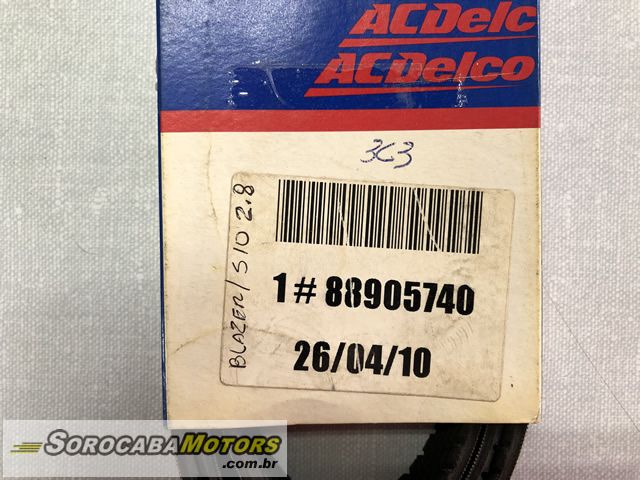 ACDelc
ACDelco
3C3
BLAZER/S10 2.8
1 # 88905740
26/04/10
SOROCABAMOTORS
.com.br